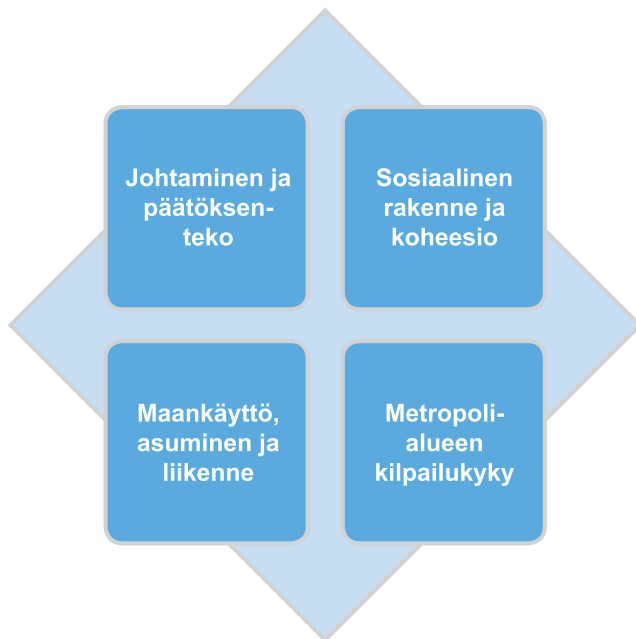 Johtaminen ja
päätöksen-
teko
Sosiaalinen
rakenne ja
koheesio
Maankäyttö,
asuminen ja
liikenne
Metropoli-
alueen
kilpailukyky